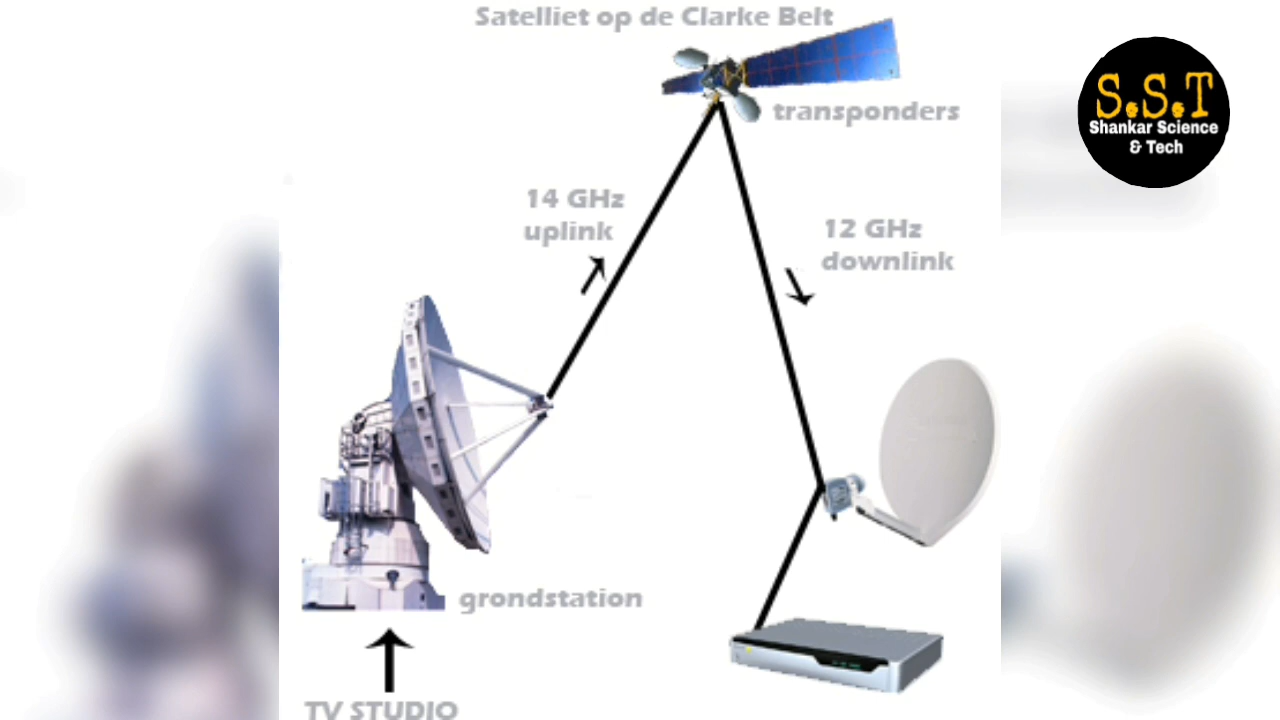 Satelliet op de Clarke Belt
transponders
14 GHz
uplink
12 GHz
downlink
grondstation
TV STUDIO
S.S.T
Shankar Science
& Tech